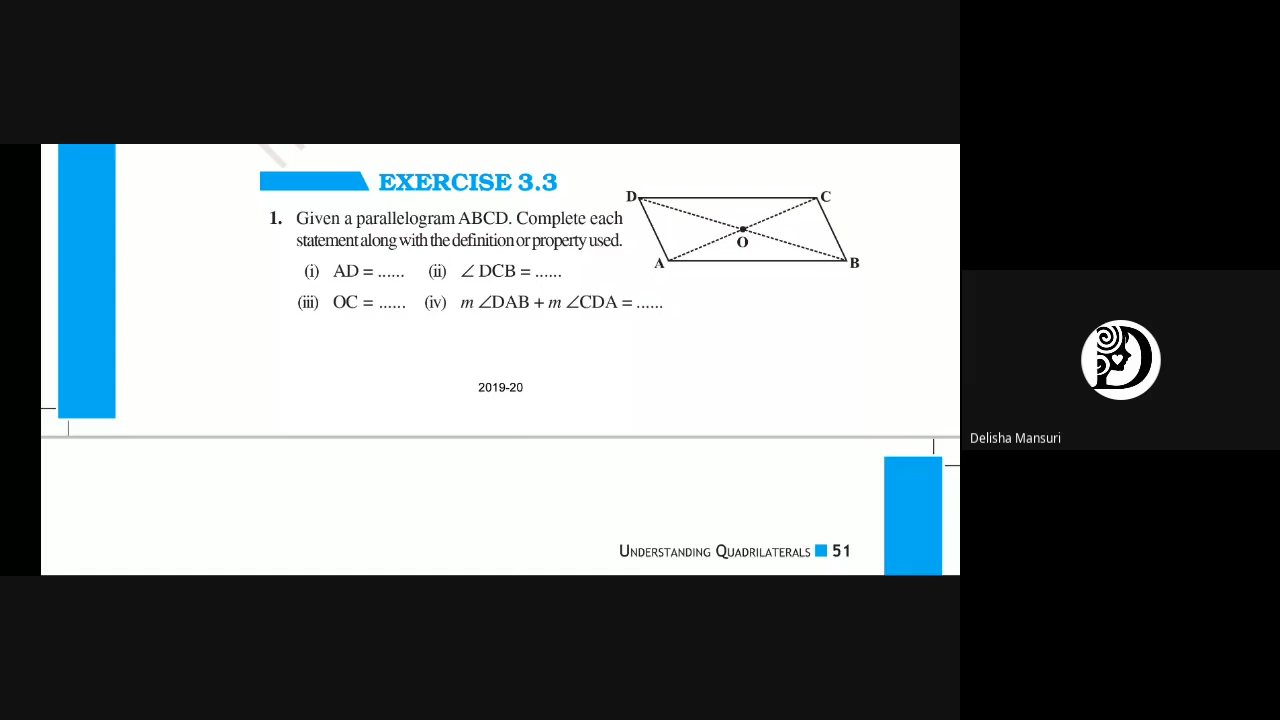 EXERCISE 3.3
1. Given a parallelogram ABCD. Complete each
statement along with the definition or property used.
(i) AD = ...... (ii) ∠ DCB = ......
(iii) OC = ...... (iv) m ∠DAB + m ∠CDA = ......
D C
O
A B
2019-20
UNDERSTANDING QUADRILATERALS 51
Delisha Mansuri